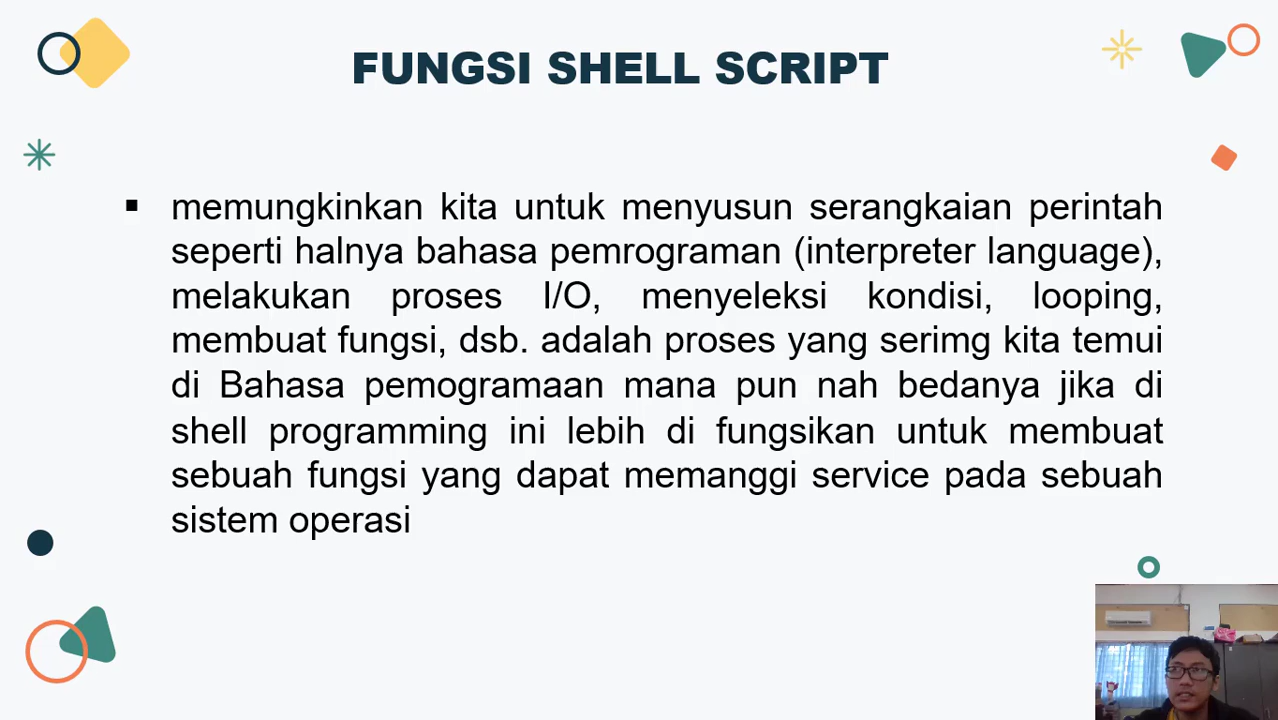 FUNGSI SHELL SCRIPT
▪ memungkinkan kita untuk menyusun serangkaian perintah
seperti halnya bahasa pemrograman (interpreter language),
melakukan proses I/O, menyeleksi kondisi, looping,
membuat fungsi, dsb. adalah proses yang serimg kita temui
di Bahasa pemogramaan mana pun nah bedanya jika di
shell programming ini lebih di fungsikan untuk membuat
sebuah fungsi yang dapat memanggi service pada sebuah
sistem operasi